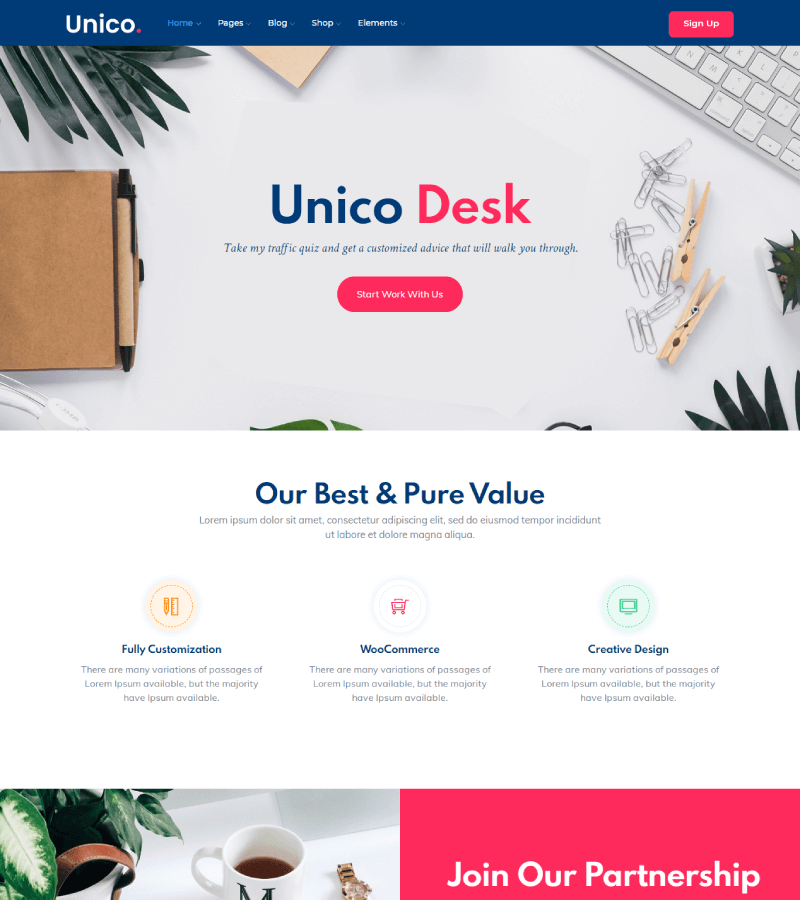 Unico.
Home Pages Blog Shop Elements
Sign Up
Unico Desk
Take my traffic quiz and get a customized advice that will walk you through.
Start Work With Us
Our Best & Pure Value
Lorem ipsum dolor sit amet, consectetur adipiscing elit, sed do eiusmod tempor incididunt
ut labore et dolore magna aliqua.
Fully Customization
There are many variations of passages of
Lorem Ipsum available, but the majority
have Ipsum available.
WooCommerce
There are many variations of passages of
Lorem Ipsum available, but the majority
have Ipsum available.
Creative Design
There are many variations of passages of
Lorem Ipsum available, but the majority
have Ipsum available.
M
Join Our Partnership